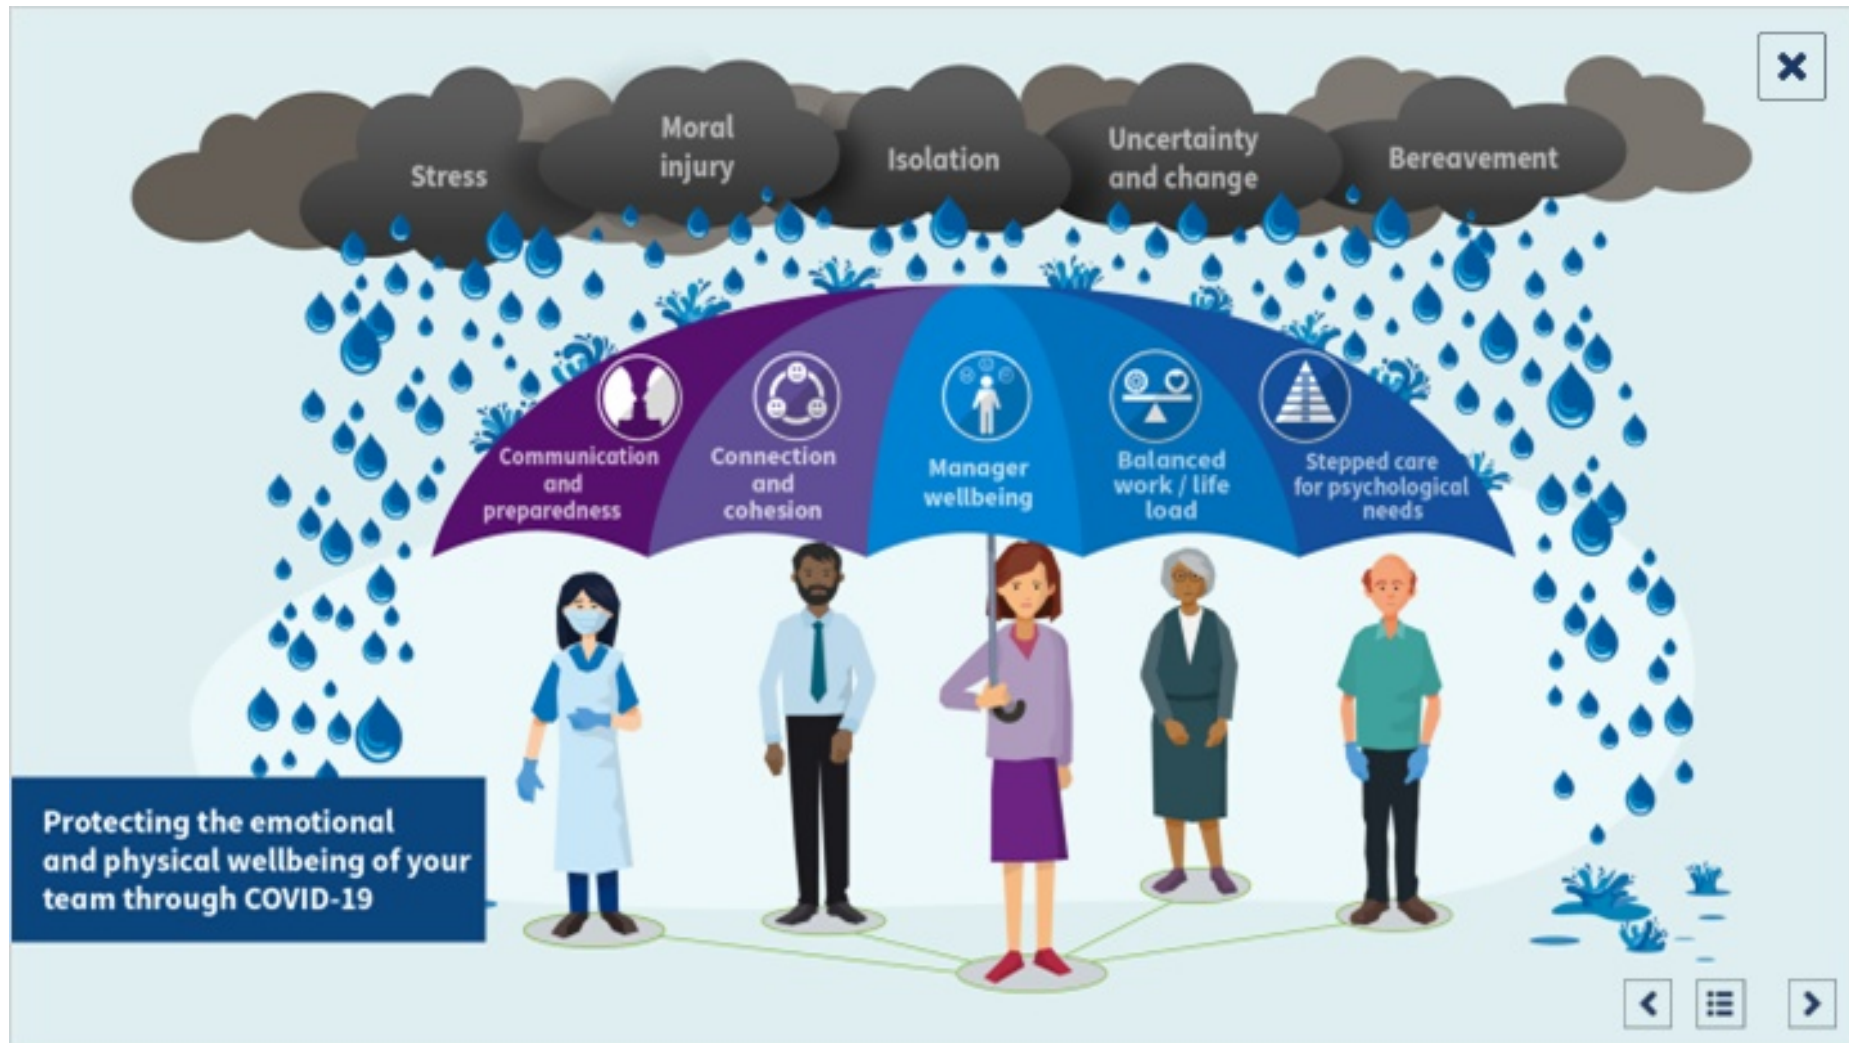 Stress
Moral
injury
Isolation
Uncertainty
and change
Bereavement
Communication
and
preparedness
Connection
and
cohesion
Manager
wellbeing
Balanced
work / life
load
Stepped care
for psychological
needs
Protecting the emotional
and physical wellbeing of your
team through COVID-19